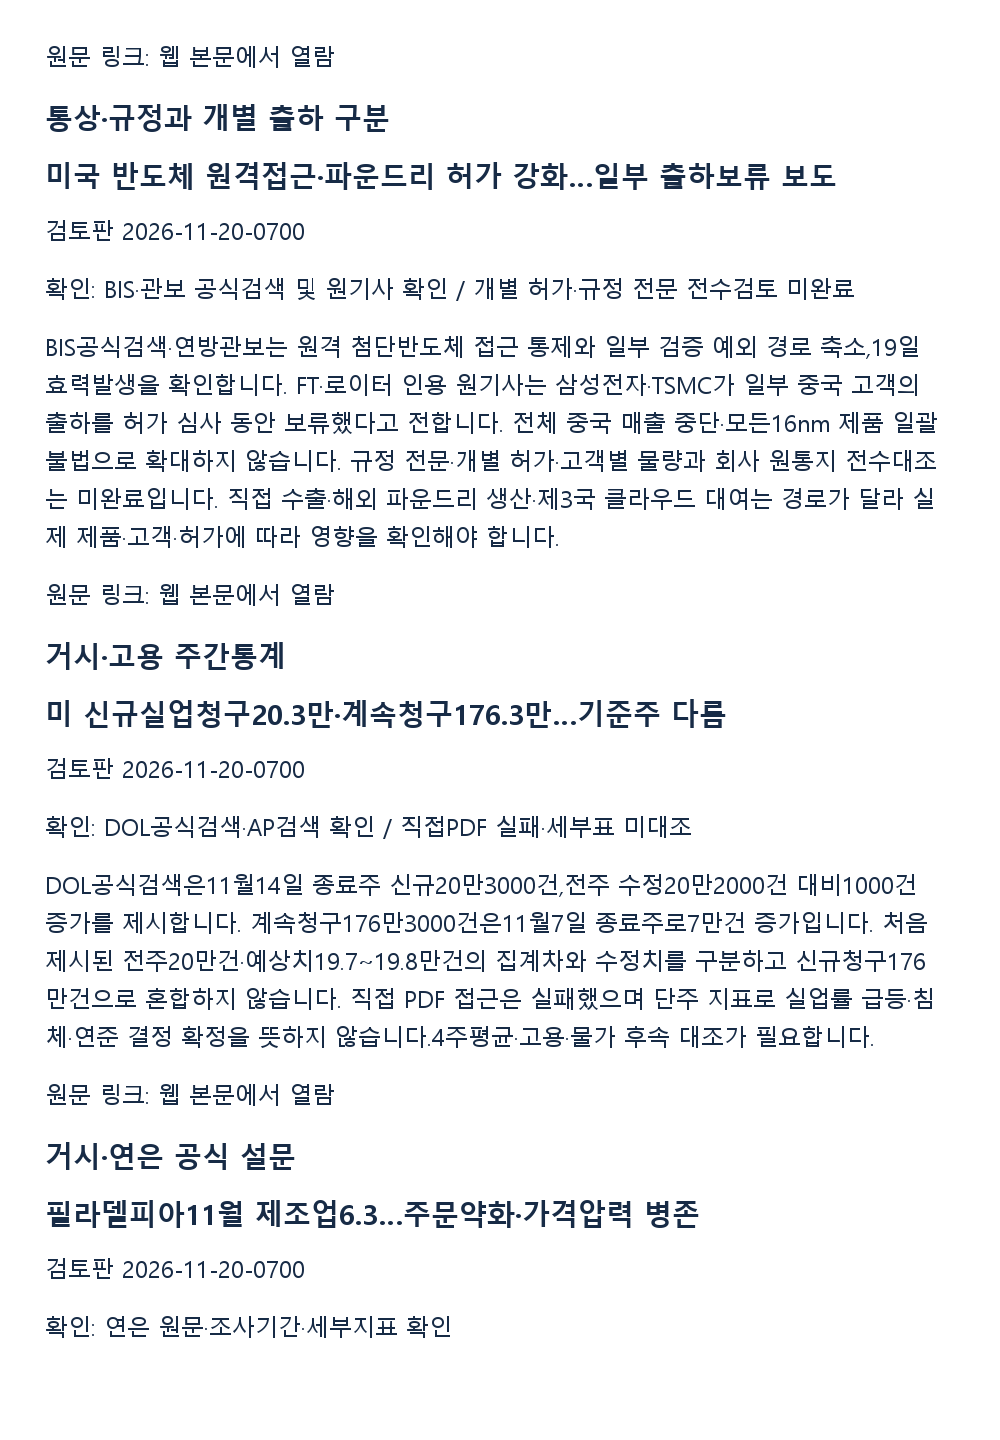 원문 링크: 웹 본문에서 열람
통상·규정과 개별 출하 구분
미국 반도체 원격접근·파운드리 허가 강화…일부 출하보류 보도
검토판 2026-11-20-0700
확인: BIS·관보 공식검색 및 원기사 확인 / 개별 허가·규정 전문 전수검토 미완료
BIS공식검색·연방관보는 원격 첨단반도체 접근 통제와 일부 검증 예외 경로 축소,19일
효력발생을 확인합니다. FT·로이터 인용 원기사는 삼성전자·TSMC가 일부 중국 고객의
출하를 허가 심사 동안 보류했다고 전합니다. 전체 중국 매출 중단·모든16nm 제품 일괄
불법으로 확대하지 않습니다. 규정 전문·개별 허가·고객별 물량과 회사 원통지 전수대조
는 미완료입니다. 직접 수출·해외 파운드리 생산·제3국 클라우드 대여는 경로가 달라 실
제 제품·고객·허가에 따라 영향을 확인해야 합니다.
원문 링크: 웹 본문에서 열람
거시·고용 주간통계
미 신규실업청구20.3만·계속청구176.3만…기준주 다름
검토판 2026-11-20-0700
확인: DOL공식검색·AP검색 확인 / 직접PDF 실패·세부표 미대조
DOL공식검색은11월14일 종료주 신규20만3000건,전주 수정20만2000건 대비1000건
증가를 제시합니다. 계속청구176만3000건은11월7일 종료주로7만건 증가입니다. 처음
제시된 전주20만건·예상치19.7~19.8만건의 집계차와 수정치를 구분하고 신규청구176
만건으로 혼합하지 않습니다. 직접 PDF 접근은 실패했으며 단주 지표로 실업률 급등·침
체·연준 결정 확정을 뜻하지 않습니다.4주평균·고용·물가 후속 대조가 필요합니다.
원문 링크: 웹 본문에서 열람
거시·연은 공식 설문
필라델피아11월 제조업6.3…주문약화·가격압력 병존
검토판 2026-11-20-0700
확인: 연은 원문·조사기간·세부지표 확인